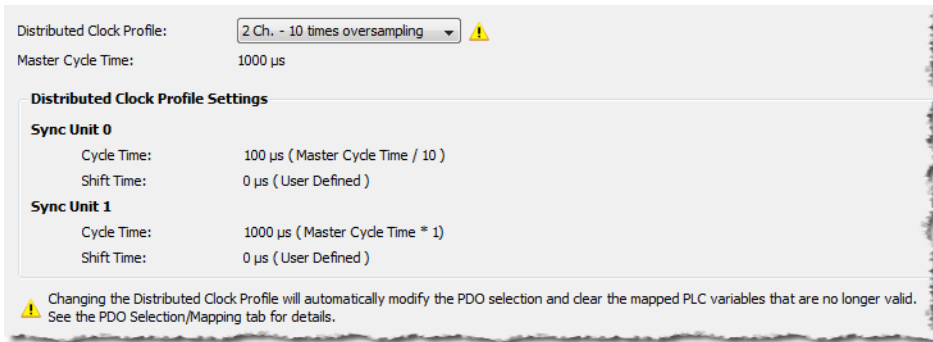 Distributed Clock Profile: 2 Ch. - 10 times oversampling
Master Cycle Time: 1000 µs
Distributed Clock Profile Settings
Sync Unit 0
Cycle Time: 100 µs ( Master Cycle Time / 10 )
Shift Time: 0 µs ( User Defined )
Sync Unit 1
Cycle Time: 1000 µs ( Master Cycle Time * 1)
Shift Time: 0 µs ( User Defined )
Changing the Distributed Clock Profile will automatically modify the PDO selection and clear the mapped PLC variables that are no longer valid.
See the PDO Selection/Mapping tab for details.